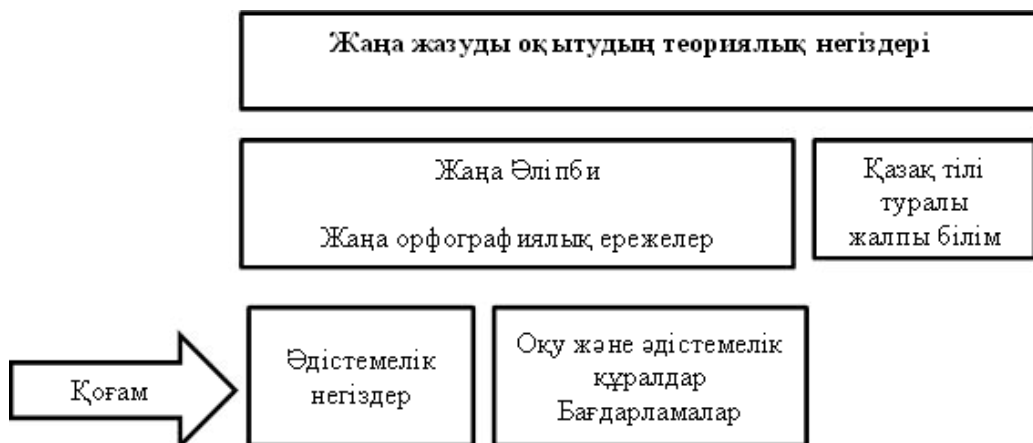 Жаңа жазуды оқытудың теориялық негіздері
Жаңа Әліпби
Жаңа орфографиялық ережелер
Қазақ тілі
туралы
жалпы білім
Қоғам
Әдістемелік
негіздер
Оқу және әдістемелік
құралдар
Бағдарламалар